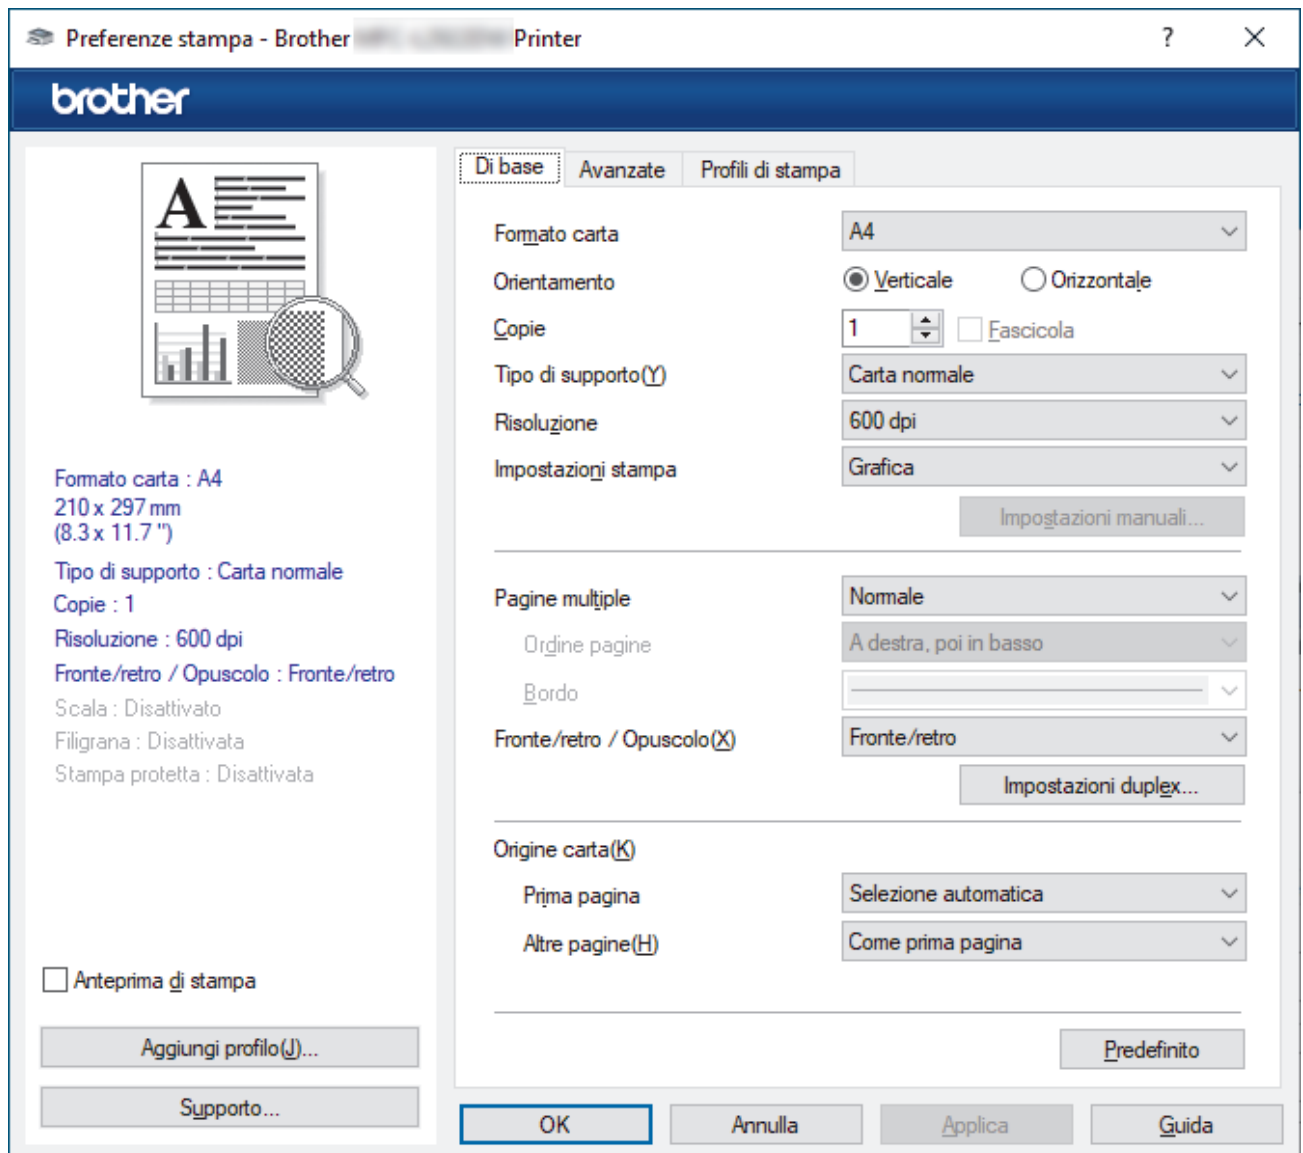 Preferenze stampa - Brother Printer
?
brother
A
Formato carta : A4
210 x 297 mm
(8.3 x 11.7 ")
Tipo di supporto : Carta normale
Copie : 1
Risoluzione : 600 dpi
Fronte/retro / Opuscolo : Fronte/retro
Scala : Disattivato
Filigrana : Disattivata
Stampa protetta : Disattivata
Anteprima di stampa
Aggiungi profilo(J)...
Supporto...
Di base Avanzate Profili di stampa
Formato carta A4
Orientamento Verticale Orizzontale
Copie 1 Fascicola
Tipo di supporto(Y) Carta normale
Risoluzione 600 dpi
Impostazioni stampa Grafica
Impostazioni manuali...
Pagine multiple Normale
Ordine pagine A destra, poi in basso
Bordo
Fronte/retro / Opuscolo(X) Fronte/retro
Impostazioni duplex...
Origine carta(K)
Prima pagina Selezione automatica
Altre pagine(H) Come prima pagina
Predefinito
OK Annulla Applica Guida